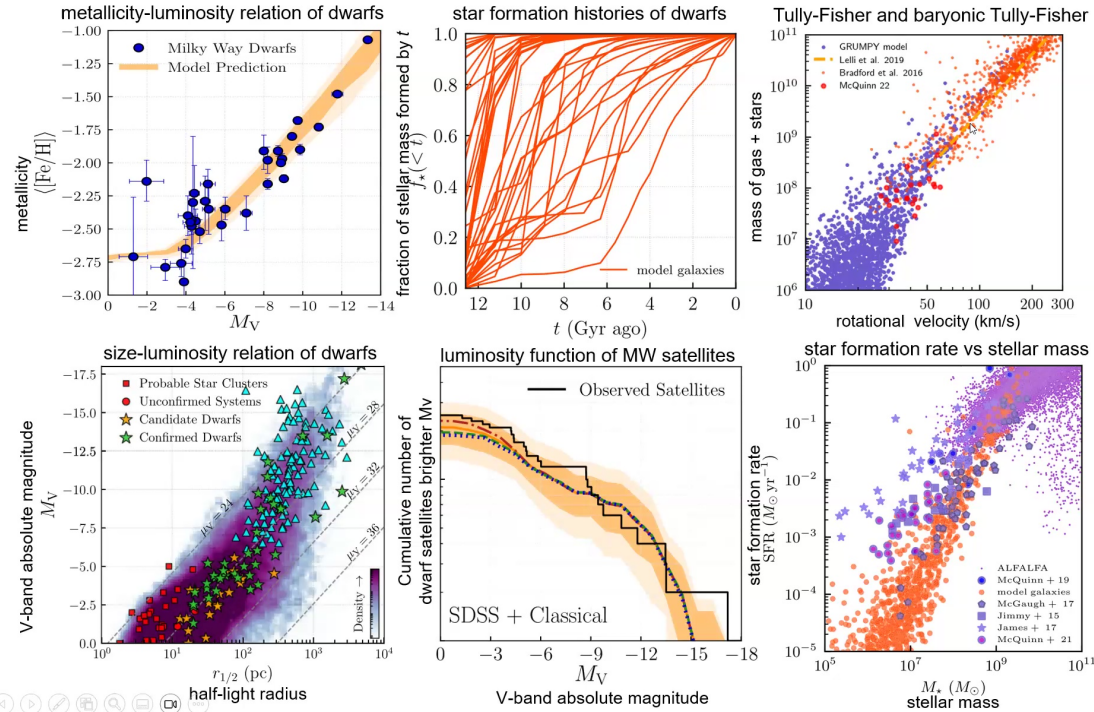 metallicity-luminosity relation of dwarfs
−1.00
−1.25
−1.50
−1.75
−2.00
−2.25
−2.50
−2.75
−3.00
metallicity
⟨[Fe/H]⟩
Milky Way Dwarfs
Model Prediction
0 −2 −4 −6 −8 −10 −12 −14
M_V
star formation histories of dwarfs
1.0
0.8
0.6
0.4
0.2
0.0
fraction of stellar mass formed by t
f⋆(< t)
model galaxies
12 10 8 6 4 2 0
t (Gyr ago)
Tully-Fisher and baryonic Tully-Fisher
10^11
10^10
10^9
10^8
10^7
10^6
mass of gas + stars
GRUMPY model
Lelli et al. 2019
Bradford et al. 2016
McQuinn 22
10 50 100 200 300
rotational velocity (km/s)
size-luminosity relation of dwarfs
−17.5
−15.0
−12.5
−10.0
−7.5
−5.0
−2.5
0.0
V-band absolute magnitude
M_V
Probable Star Clusters
Unconfirmed Systems
Candidate Dwarfs
Confirmed Dwarfs
μ_V = 24
μ_V = 28
μ_V = 32
μ_V = 36
Density →
10^0 10^1 10^2 10^3 10^4
r_1/2 (pc)
half-light radius
luminosity function of MW satellites
Cumulative number of
dwarf satellites brighter Mv
Observed Satellites
SDSS + Classical
0 −3 −6 −9 −12 −15 −18
M_V
V-band absolute magnitude
star formation rate vs stellar mass
10^0
10^−1
10^−2
10^−3
10^−4
10^−5
star formation rate
SFR (M⊙ yr^−1)
ALFALFA
McQuinn + 19
model galaxies
McGaugh + 17
Jimmy + 15
James + 17
McQuinn + 21
10^5 10^7 10^9 10^11
M⋆ (M⊙)
stellar mass